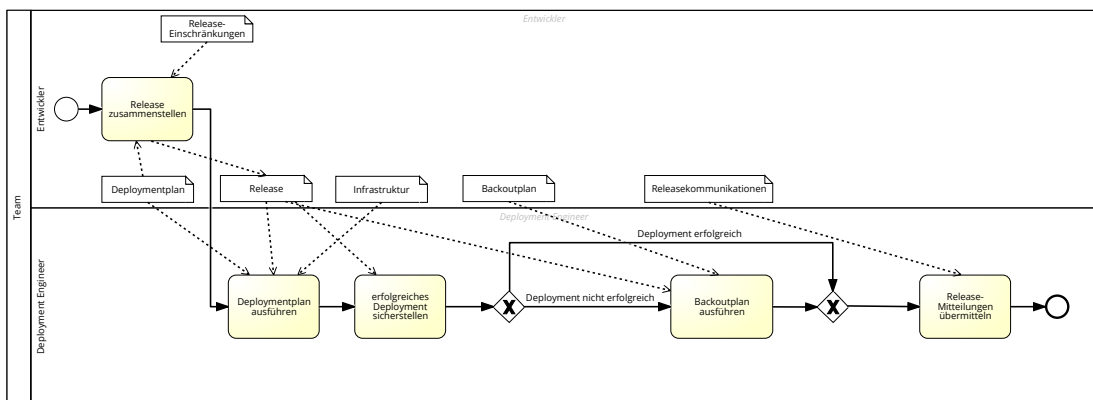 Entwickler
Release-
Einschränkungen
Team
Entwickler
Release
zusammenstellen
Deploymentplan
Release
Infrastruktur
Backoutplan
Releasekommunikationen
Deployment Engineer
Deployment Engineer
Deployment erfolgreich
Deploymentplan
ausführen
erfolgreiches
Deployment
sicherstellen
X
Deployment nicht erfolgreich
Backoutplan
ausführen
X
Release-
Mitteilungen
übermitteln